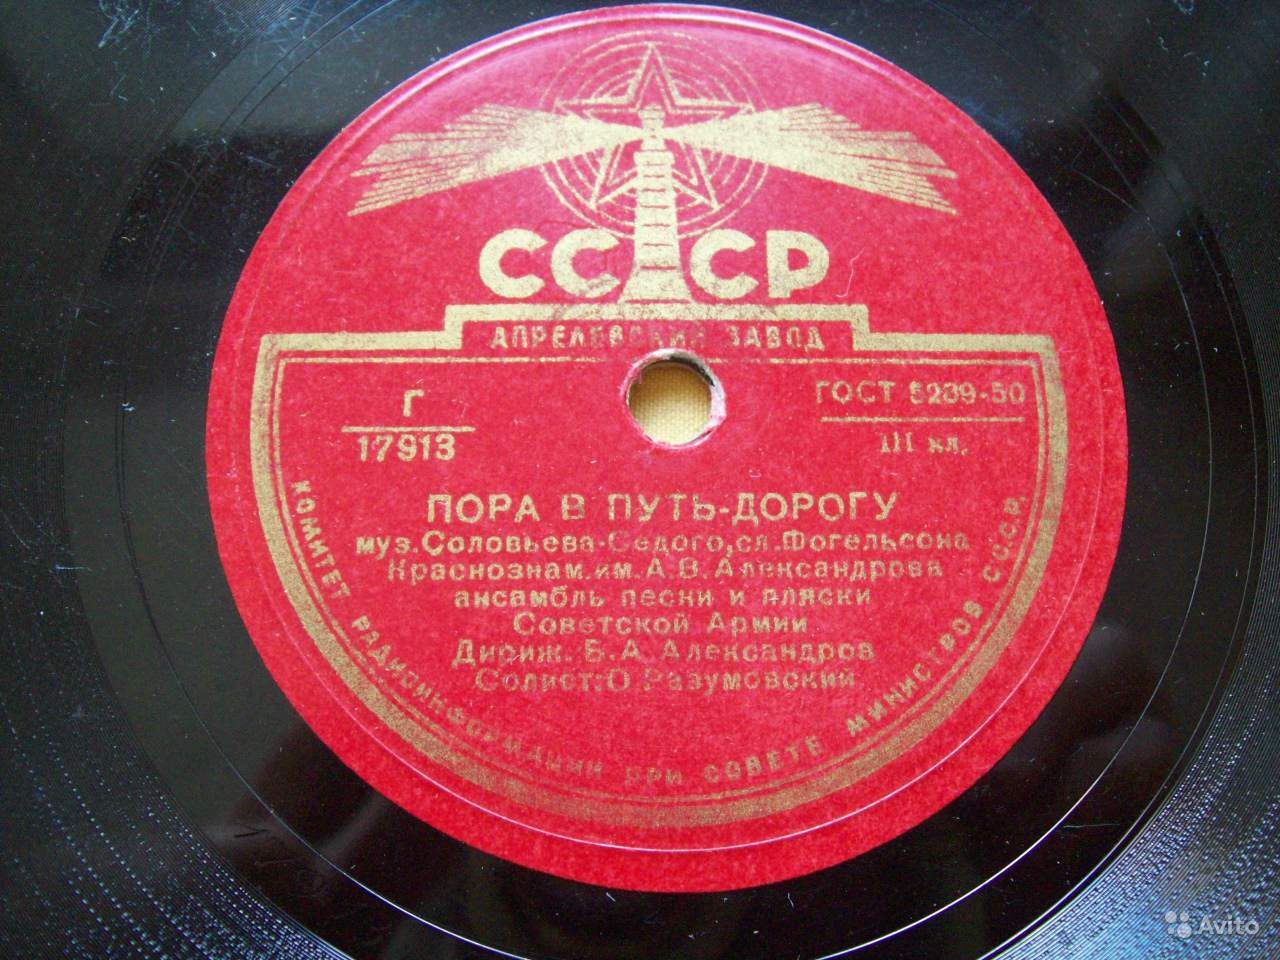 СССР
АПРЕЛЕВСКИЙ ЗАВОД
Г
17913
ГОСТ 5289-50
III кл.
ПОРА В ПУТЬ-ДОРОГУ
муз. Соловьева-Седого, сл. Фогельсона
Краснознам. им. А. В. Александрова
ансамбль песни и пляски
Советской Армии
Дириж. Б. А. Александров
Солист: О. Разумовский
КОМИТЕТ РАДИОИНФОРМАЦИИ ПРИ СОВЕТЕ МИНИСТРОВ СССР.
Avito